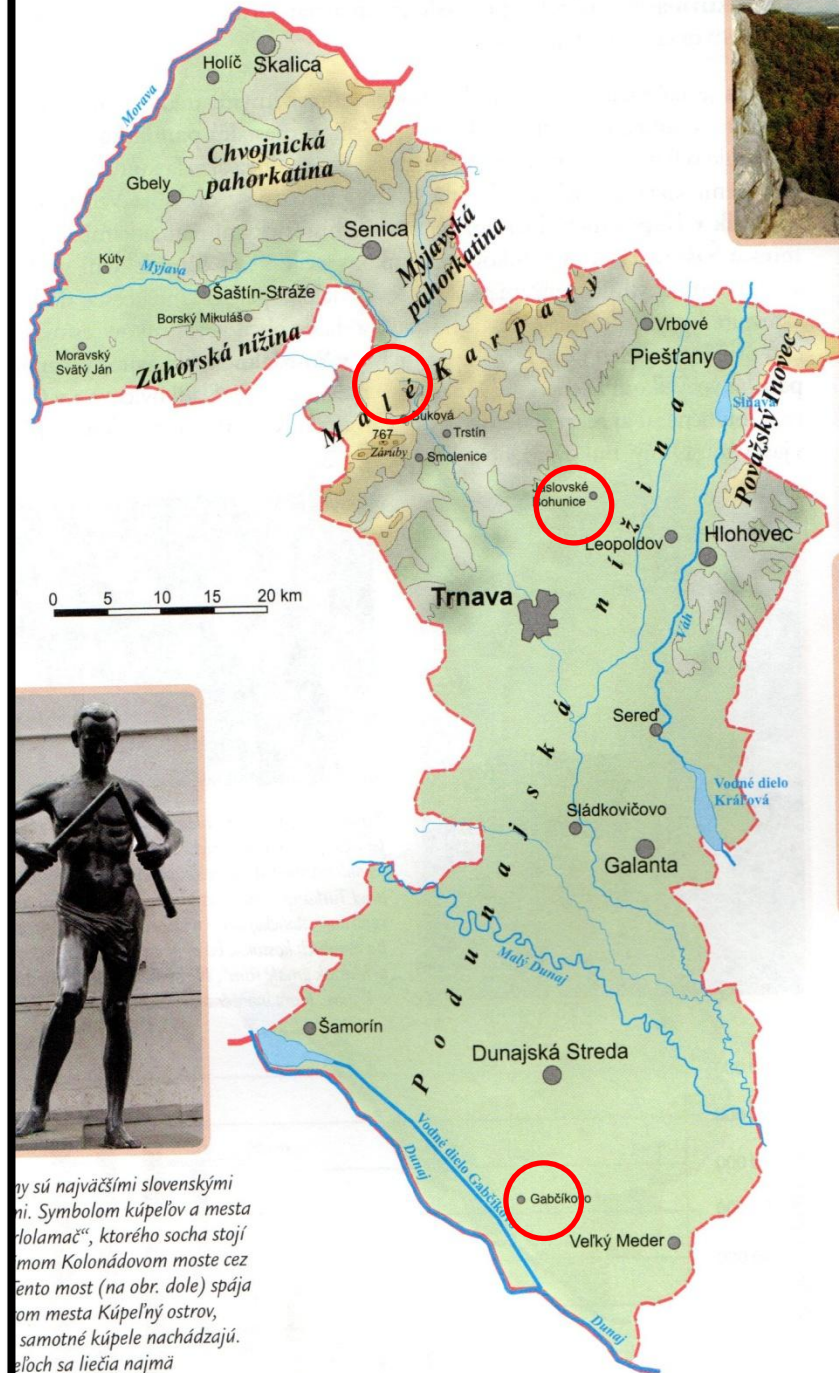 Skalica
Holíč
Morava
Chvojnická
pahorkatina
Gbely
Senica
Myjavská
pahorkatina
Kúty
Myjava
Šaštín-Stráže
Borský Mikuláš
Záhorská nížina
Moravský
Svätý Ján
Malé Karpaty
Vrbové
Piešťany
Sĺňava
Považský Inovec
Buková
767
Záruby
Trstín
Smolenice
Jaslovské
Bohunice
Leopoldov
Hlohovec
0 5 10 15 20 km
Trnava
Váh
Podunajská nížina
Sereď
Vodné dielo
Kráľová
Sládkovičovo
Galanta
Malý Dunaj
Šamorín
Dunajská Streda
Vodné dielo Gabčíkovo
Dunaj
Gabčíkovo
Veľký Meder
Dunaj
ny sú najväčšími slovenskými
mi. Symbolom kúpeľov a mesta
rlolamač“, ktorého socha stojí
mom Kolonádovom moste cez
Tento most (na obr. dole) spája
rom mesta Kúpeľný ostrov,
samotné kúpele nachádzajú.
eľoch sa liečia najmä